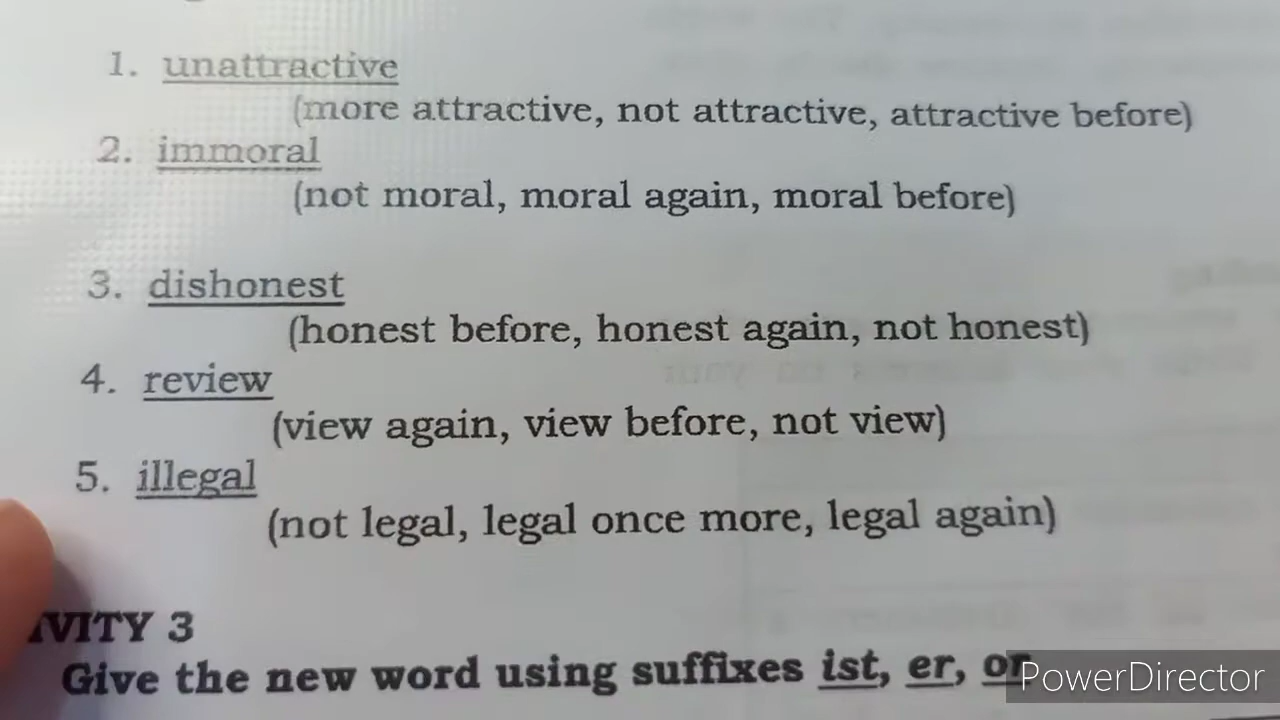 1. unattractive
(more attractive, not attractive, attractive before)
2. immoral
(not moral, moral again, moral before)
3. dishonest
(honest before, honest again, not honest)
4. review
(view again, view before, not view)
5. illegal
(not legal, legal once more, legal again)
VITY 3
Give the new word using suffixes ist, er, or
PowerDirector